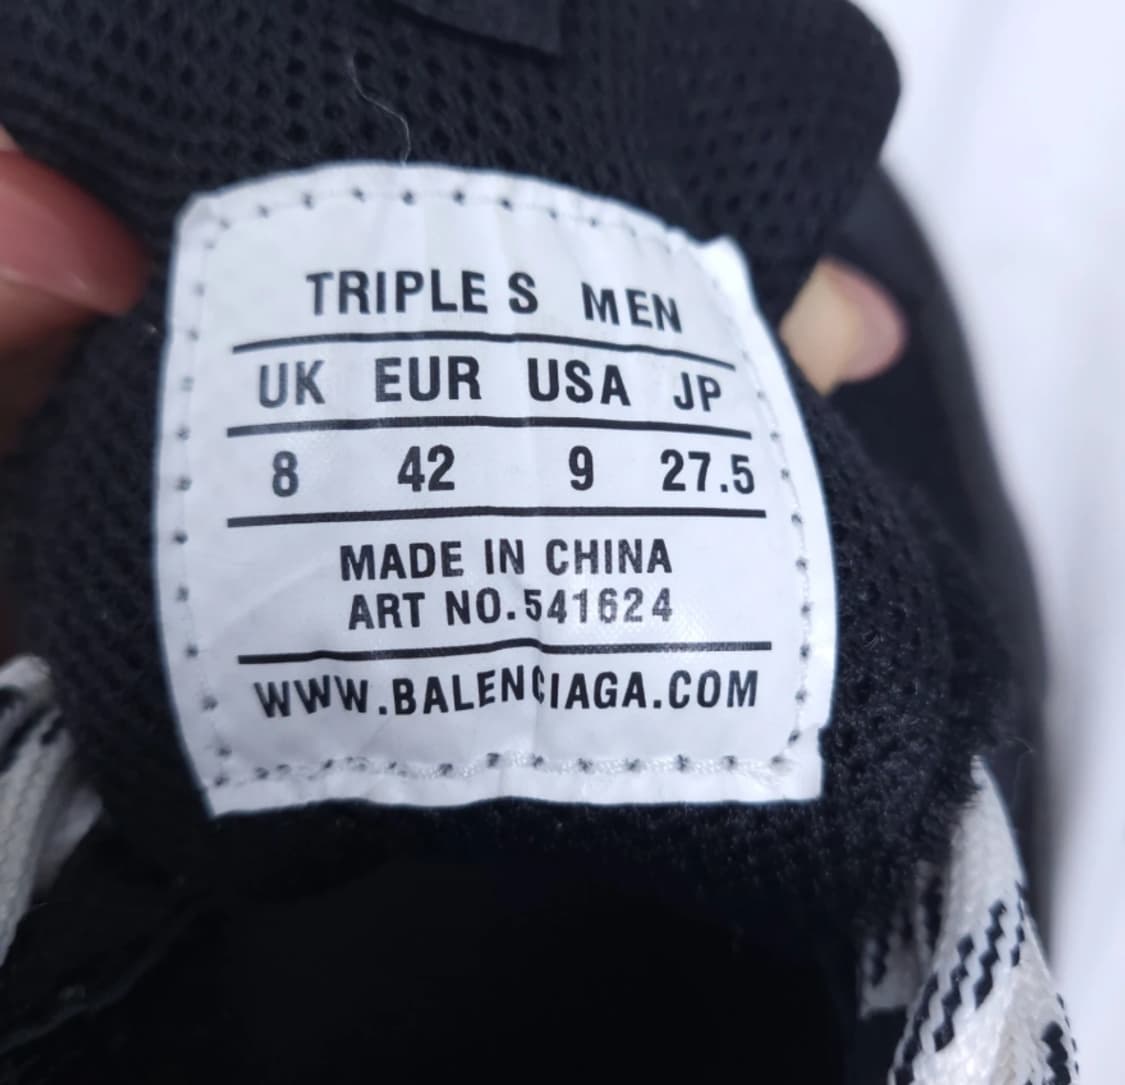 TRIPLE S MEN
UK EUR USA JP
8 42 9 27.5
MADE IN CHINA
ART NO.541624
WWW.BALENCIAGA.COM